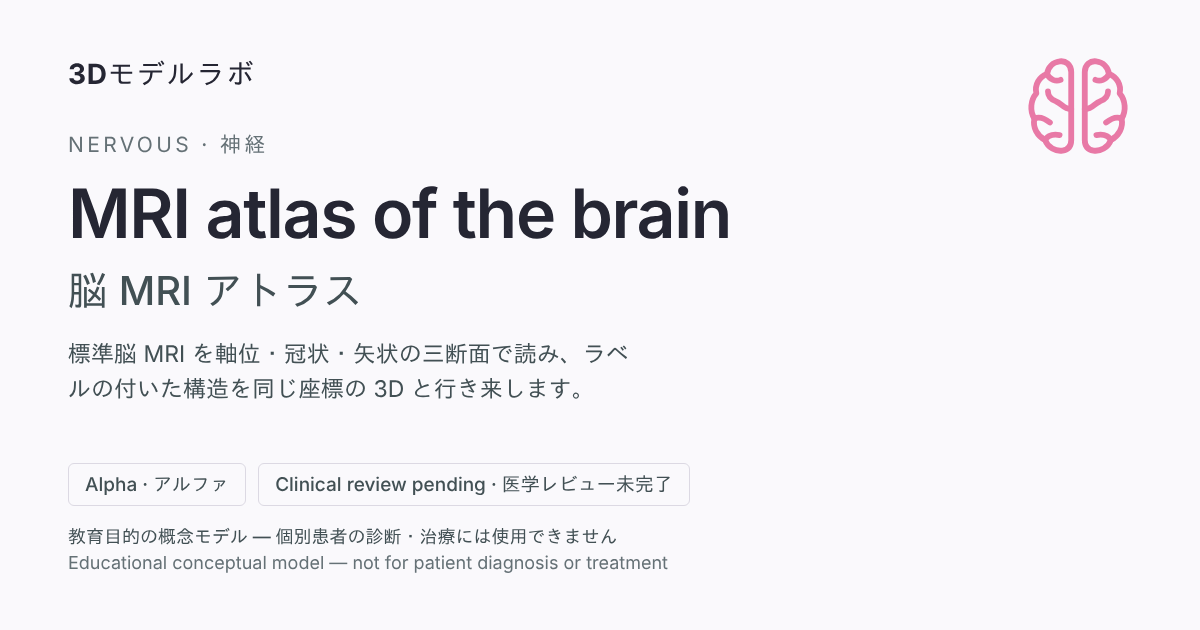 3Dモデルラボ
NERVOUS · 神経
MRI atlas of the brain
脳 MRI アトラス
標準脳 MRI を軸位・冠状・矢状の三断面で読み、ラベ
ルの付いた構造を同じ座標の 3D と行き来します。
Alpha · アルファ
Clinical review pending · 医学レビュー未完了
教育目的の概念モデル — 個別患者の診断・治療には使用できません
Educational conceptual model — not for patient diagnosis or treatment